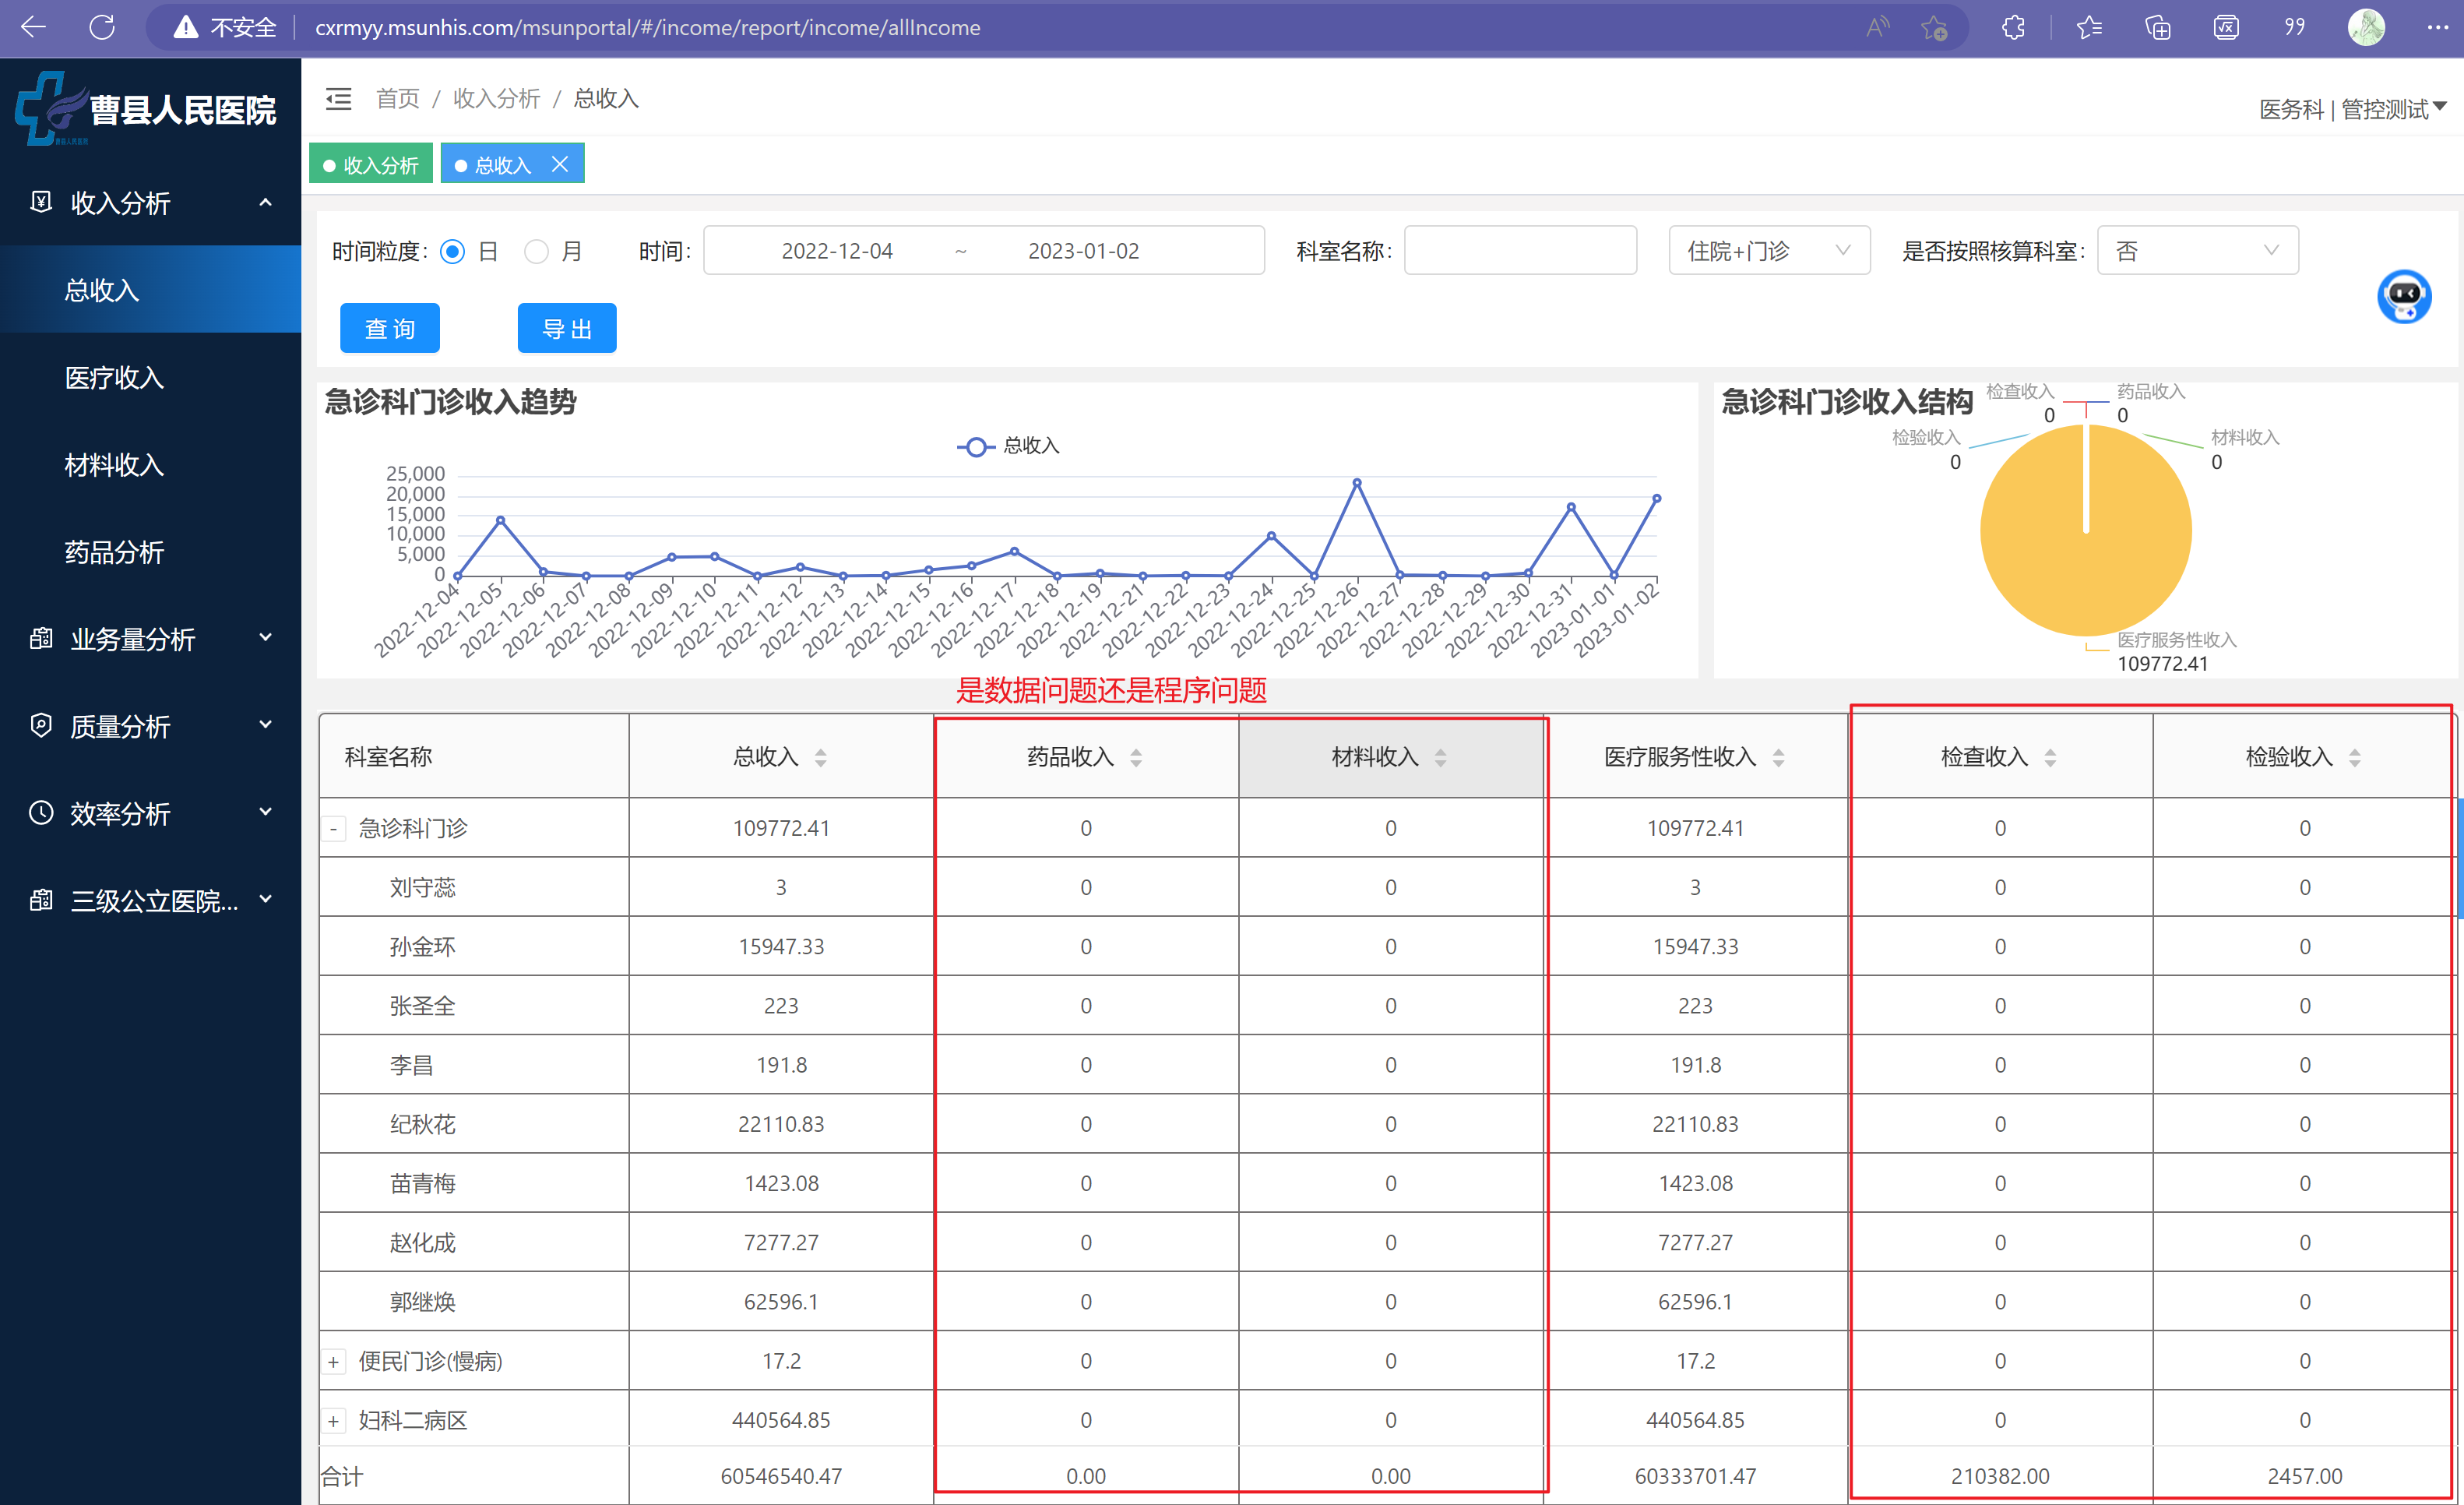 不安全 cxrmyy.msunhis.com/msunportal/#/income/report/income/allIncome
曹县人民医院
首页 / 收入分析 / 总收入
医务科 | 管控测试
收入分析
总收入
收入分析
总收入
医疗收入
材料收入
药品分析
业务量分析
质量分析
效率分析
三级公立医院...
时间粒度: 日 月 时间: 2022-12-04 ~ 2023-01-02 科室名称: 住院+门诊 是否按照核算科室: 否
查 询 导 出
急诊科门诊收入趋势
总收入
25,000
20,000
15,000
10,000
5,000
0
2022-12-04 2022-12-05 2022-12-06 2022-12-07 2022-12-08 2022-12-09 2022-12-10 2022-12-11 2022-12-12 2022-12-13 2022-12-14 2022-12-15 2022-12-16 2022-12-17 2022-12-18 2022-12-19 2022-12-21 2022-12-22 2022-12-23 2022-12-24 2022-12-25 2022-12-26 2022-12-27 2022-12-28 2022-12-29 2022-12-30 2022-12-31 2023-01-01 2023-01-02
急诊科门诊收入结构
检查收入
0
药品收入
0
检验收入
0
材料收入
0
医疗服务性收入
109772.41
是数据问题还是程序问题
科室名称 总收入 药品收入 材料收入 医疗服务性收入 检查收入 检验收入
- 急诊科门诊 109772.41 0 0 109772.41 0 0
刘守蕊 3 0 0 3 0 0
孙金环 15947.33 0 0 15947.33 0 0
张圣全 223 0 0 223 0 0
李昌 191.8 0 0 191.8 0 0
纪秋花 22110.83 0 0 22110.83 0 0
苗青梅 1423.08 0 0 1423.08 0 0
赵化成 7277.27 0 0 7277.27 0 0
郭继焕 62596.1 0 0 62596.1 0 0
+ 便民门诊(慢病) 17.2 0 0 17.2 0 0
+ 妇科二病区 440564.85 0 0 440564.85 0 0
合计 60546540.47 0.00 0.00 60333701.47 210382.00 2457.00